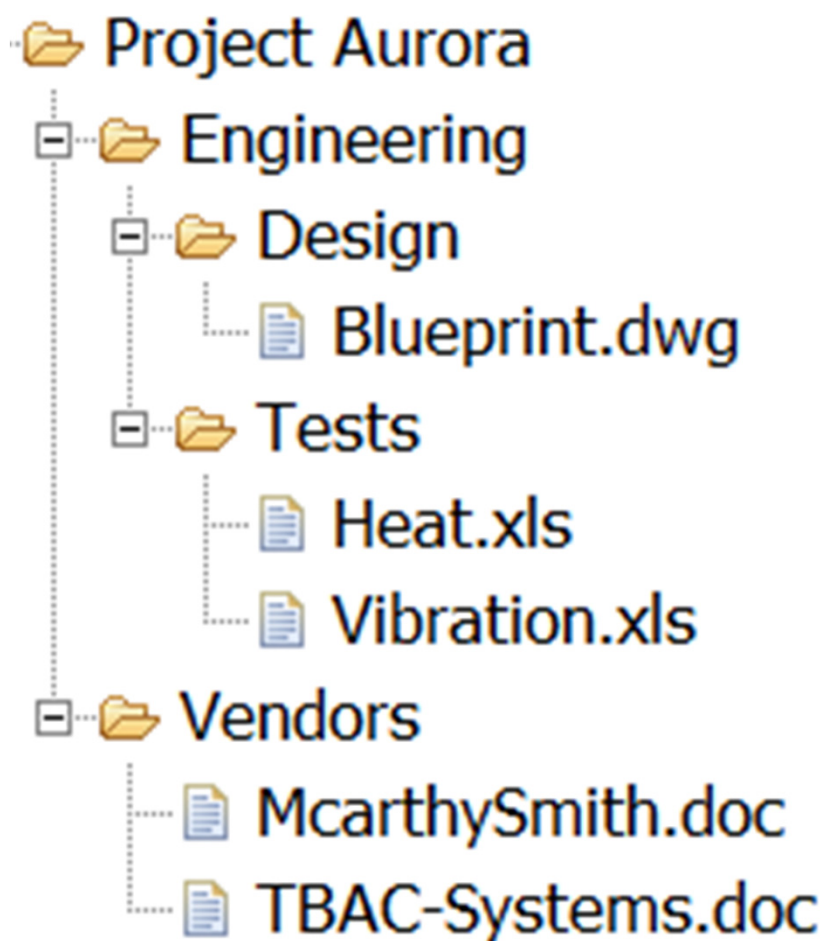 Project Aurora
Engineering
Design
Blueprint.dwg
Tests
Heat.xls
Vibration.xls
Vendors
McarthySmith.doc
TBAC-Systems.doc